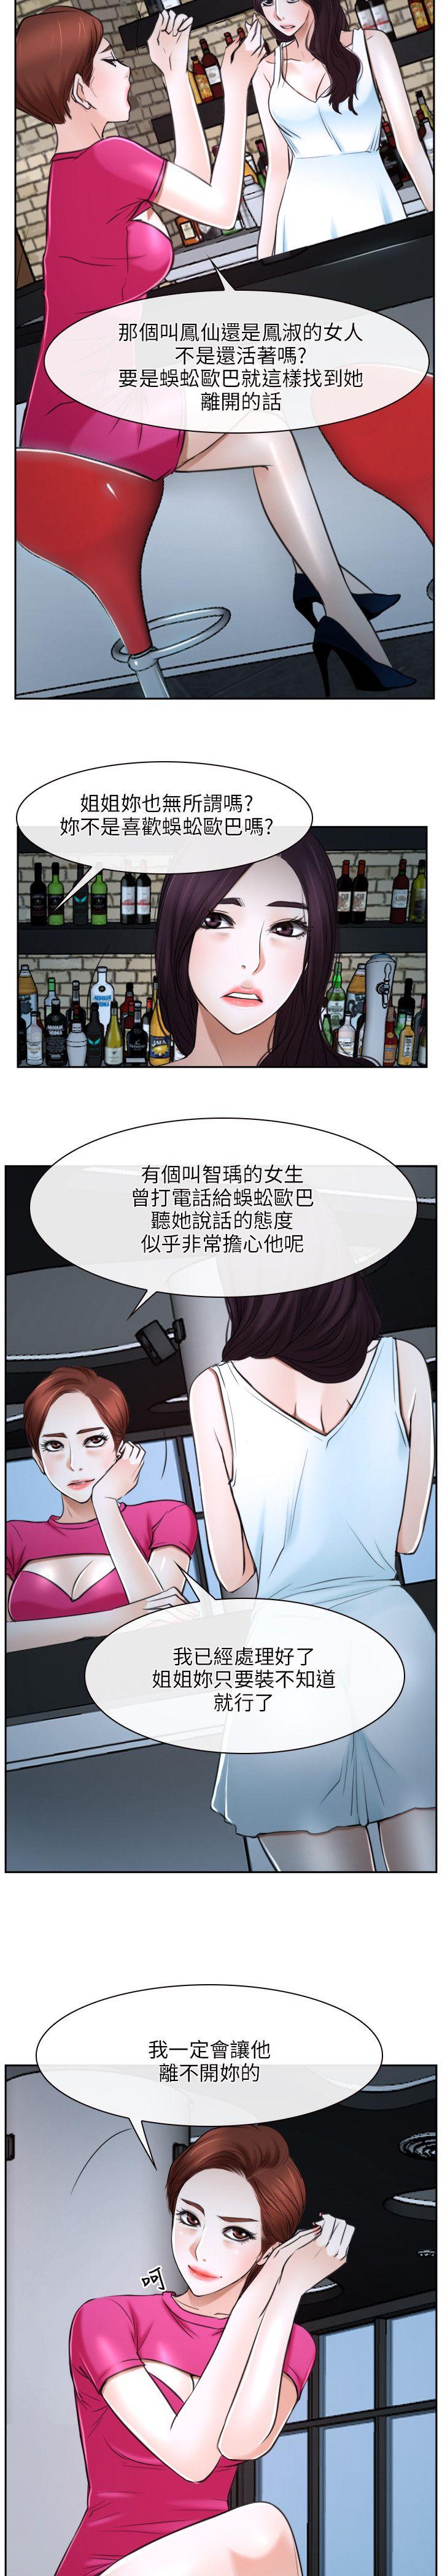 那個叫鳳仙還是鳳淑的女人
不是還活著嗎?
要是蜈蚣歐巴就這樣找到她
離開的話
姐姐妳也無所謂嗎?
妳不是喜歡蜈蚣歐巴嗎?
有個叫智瑀的女生
曾打電話給蜈蚣歐巴
聽她說話的態度
似乎非常擔心他呢
我已經處理好了
姐姐妳只要裝不知道
就行了
我一定會讓他
離不開妳的
呵